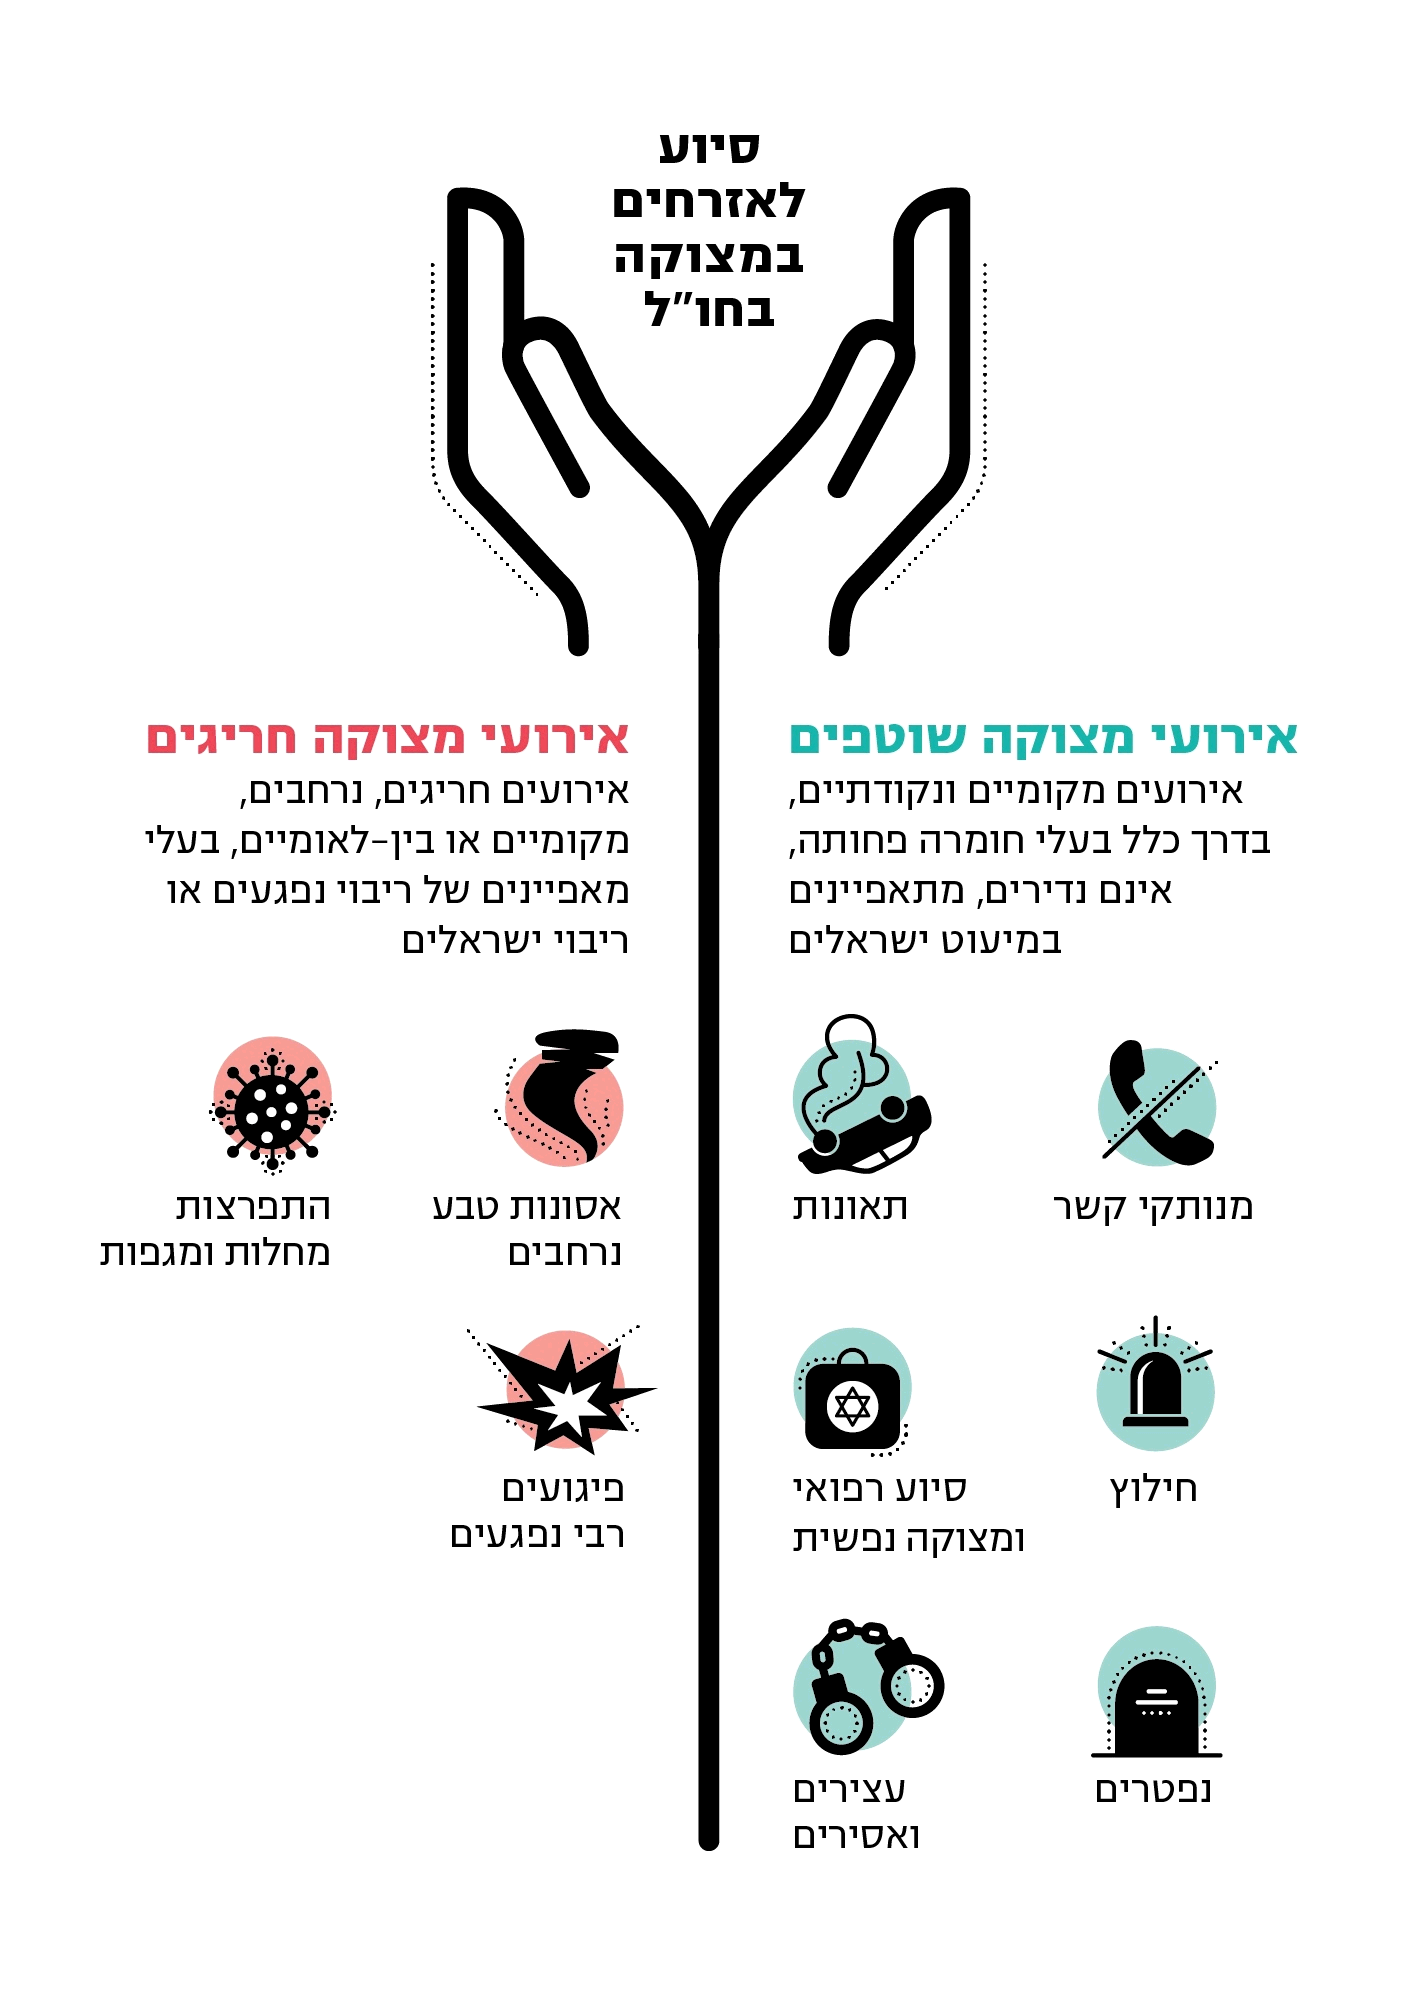 סיוע
לאזרחים
במצוקה
בחו״ל
אירועי מצוקה שוטפים
אירועים מקומיים ונקודתיים,
בדרך כלל בעלי חומרה פחותה,
אינם נדירים, מתאפיינים
במיעוט ישראלים
מנותקי קשר
תאונות
חילוץ
סיוע רפואי
ומצוקה נפשית
נפטרים
עצירים
ואסירים
אירועי מצוקה חריגים
אירועים חריגים, נרחבים,
מקומיים או בין-לאומיים, בעלי
מאפיינים של ריבוי נפגעים או
ריבוי ישראלים
אסונות טבע
נרחבים
התפרצות
מחלות ומגפות
פיגועים
רבי נפגעים